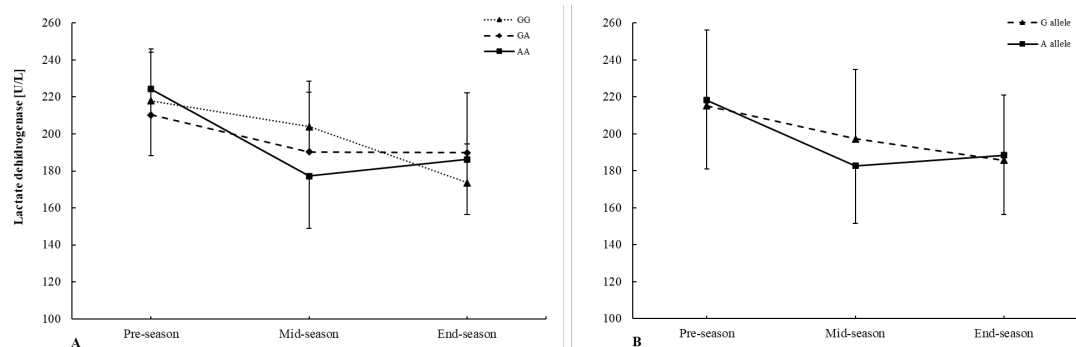 Lactate dehidrogenase [U/L]
260
240
220
200
180
160
140
120
100
GG
GA
AA
Pre-season
Mid-season
End-season
A
260
240
220
200
180
160
140
120
100
G allele
A allele
Pre-season
Mid-season
End-season
B